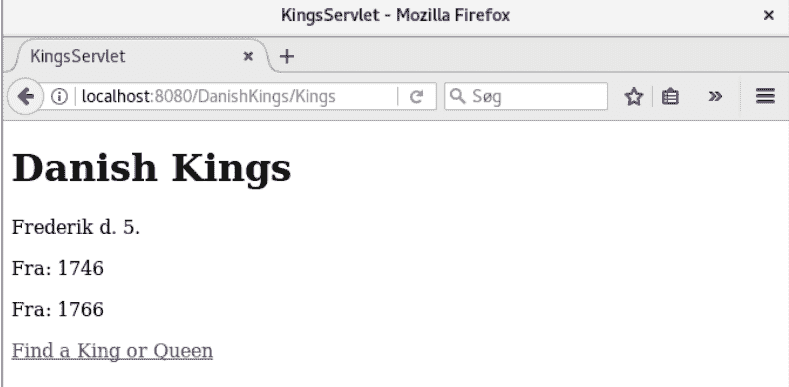 KingsServlet - Mozilla Firefox
KingsServlet
localhost:8080/DanishKings/Kings
Søg
Danish Kings
Frederik d. 5.
Fra: 1746
Fra: 1766
Find a King or Queen